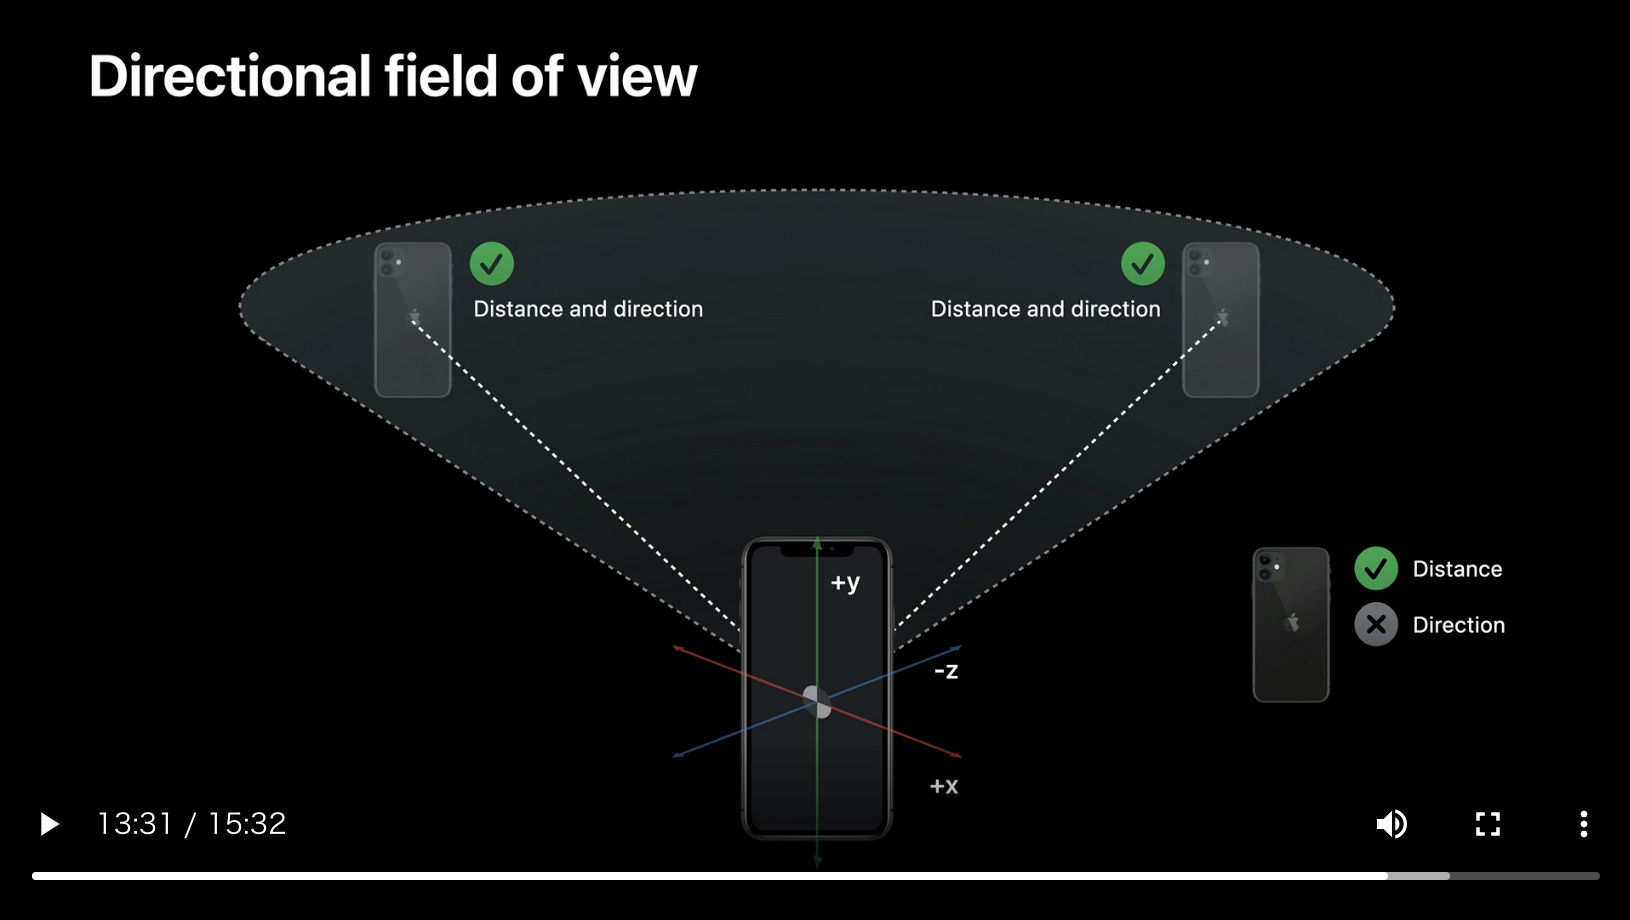 Directional field of view
Distance and direction
Distance and direction
+y
Distance
Direction
-z
+x
13:31 / 15:32